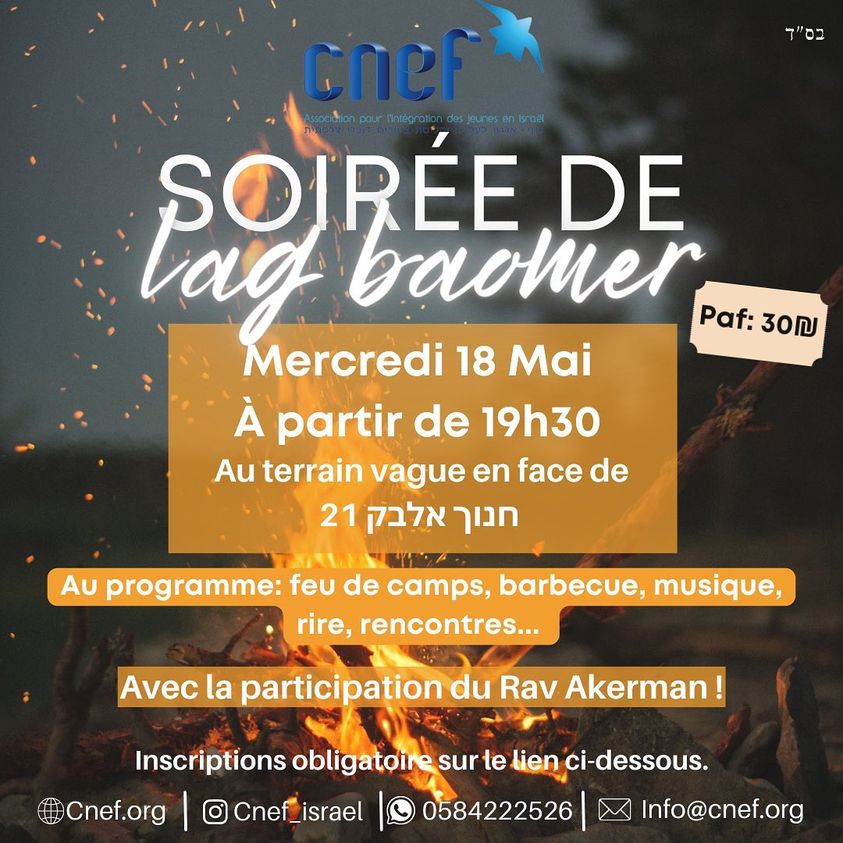 בס״ד
cnef
Association pour l'Intégration des Jeunes en Israël
SOIRÉE DE
lag baomer
Paf: 30₪
Mercredi 18 Mai
À partir de 19h30
Au terrain vague en face de
חנוך אלבק 21
Au programme: feu de camps, barbecue, musique,
rire, rencontres...
Avec la participation du Rav Akerman !
Inscriptions obligatoire sur le lien ci-dessous.
Cnef.org | Cnef_israel | 0584222526 | Info@cnef.org